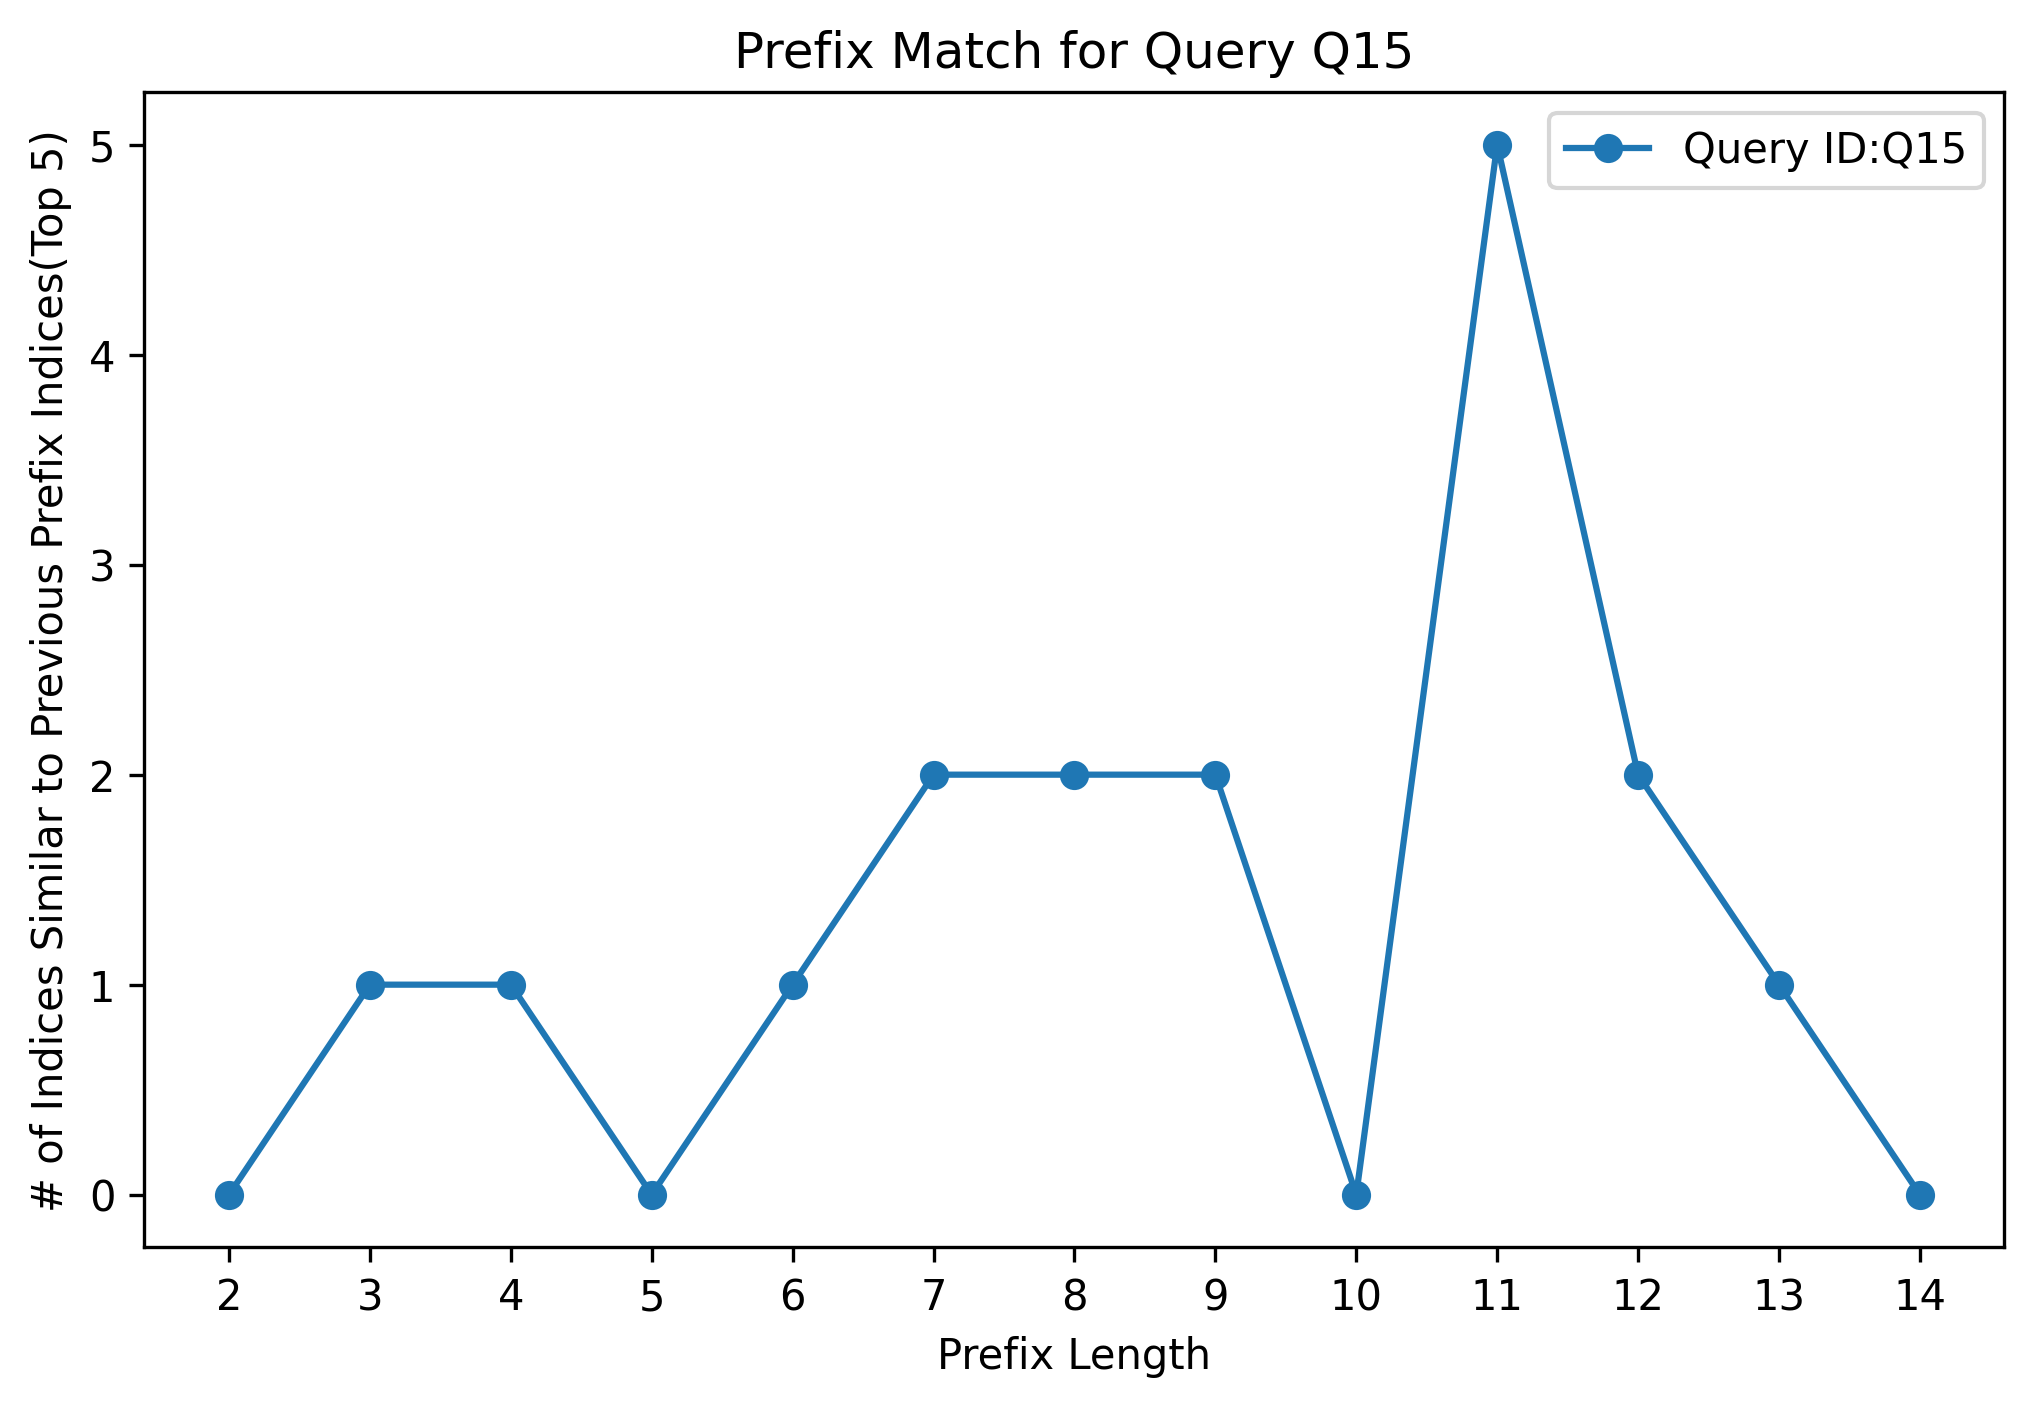 Prefix Match for Query Q15
Query ID:Q15
# of Indices Similar to Previous Prefix Indices(Top 5)
5
4
3
2
1
0
2 3 4 5 6 7 8 9 10 11 12 13 14
Prefix Length